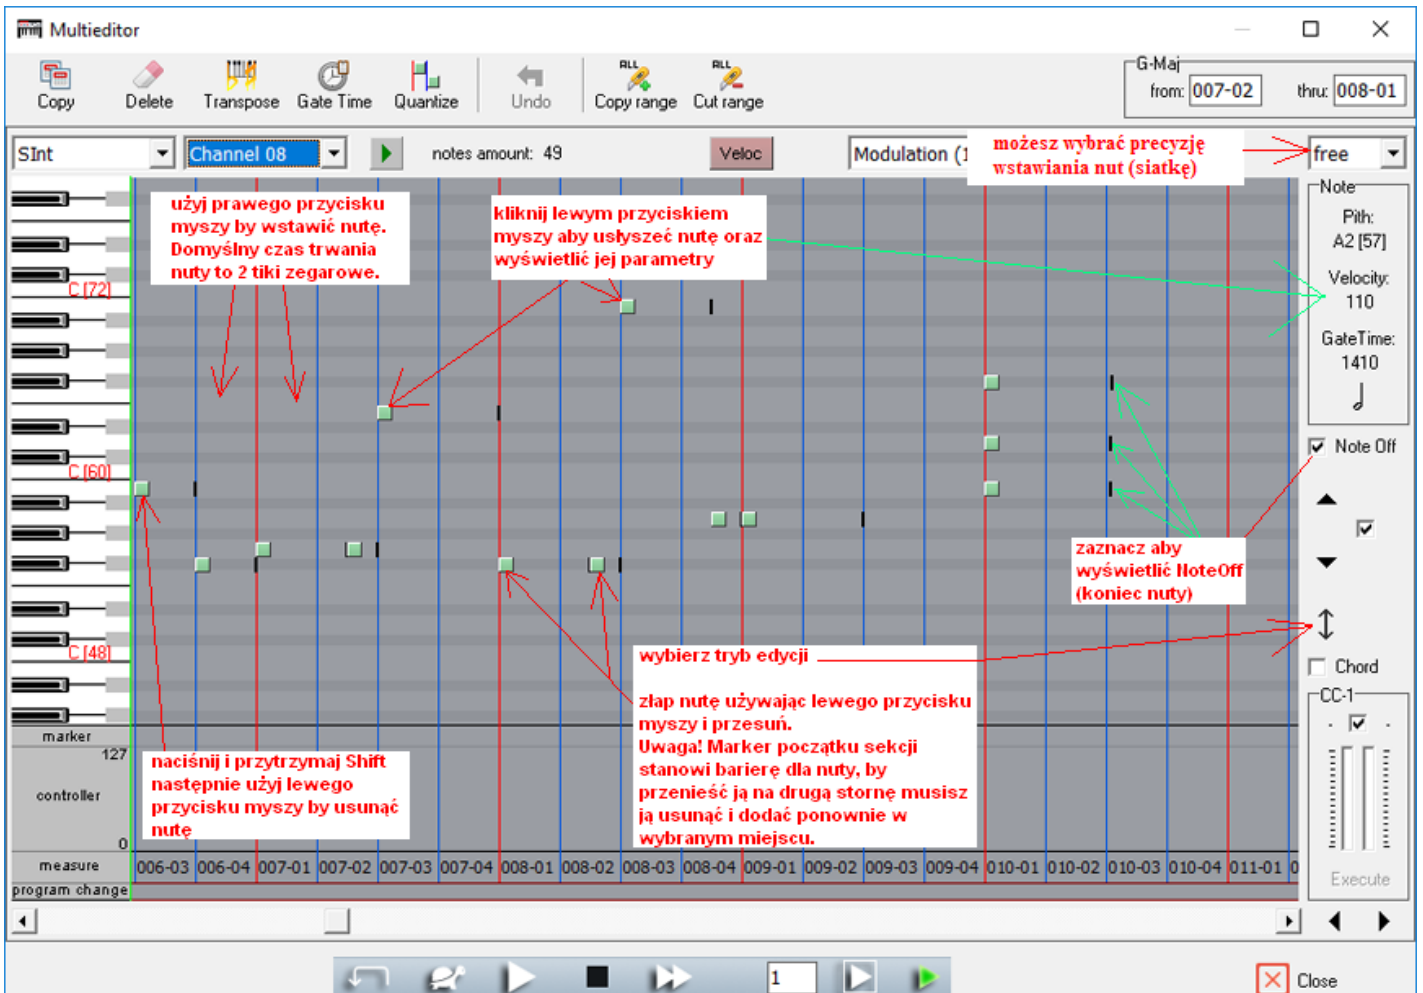 Multieditor
Copy
Delete
Transpose
Gate Time
Quantize
Undo
ALL
Copy range
ALL
Cut range
G-Maj
from: 007-02
thru: 008-01
SInt
Channel 08
notes amount: 49
Veloc
Modulation (1
możesz wybrać precyzję
wstawiania nut (siatkę)
free
użyj prawego przycisku
myszy by wstawić nutę.
Domyślny czas trwania
nuty to 2 tiki zegarowe.
kliknij lewym przyciskiem
myszy aby usłyszeć nutę oraz
wyświetlić jej parametry
Note
Pith:
A2 [57]
Velocity:
110
GateTime:
1410
C [72]
C [60]
C [48]
Note Off
zaznacz aby
wyświetlić NoteOff
(koniec nuty)
wybierz tryb edycji
złap nutę używając lewego przycisku
myszy i przesuń.
Uwaga! Marker początku sekcji
stanowi barierę dla nuty, by
przenieść ją na drugą stornę musisz
ją usunąć i dodać ponownie w
wybranym miejscu.
Chord
CC-1
marker
127
controller
0
naciśnij i przytrzymaj Shift
następnie użyj lewego
przycisku myszy by usunąć
nutę
measure
006-03 006-04 007-01 007-02 007-03 007-04 008-01 008-02 008-03 008-04 009-01 009-02 009-03 009-04 010-01 010-02 010-03 010-04 011-01 0
program change
Execute
1
Close